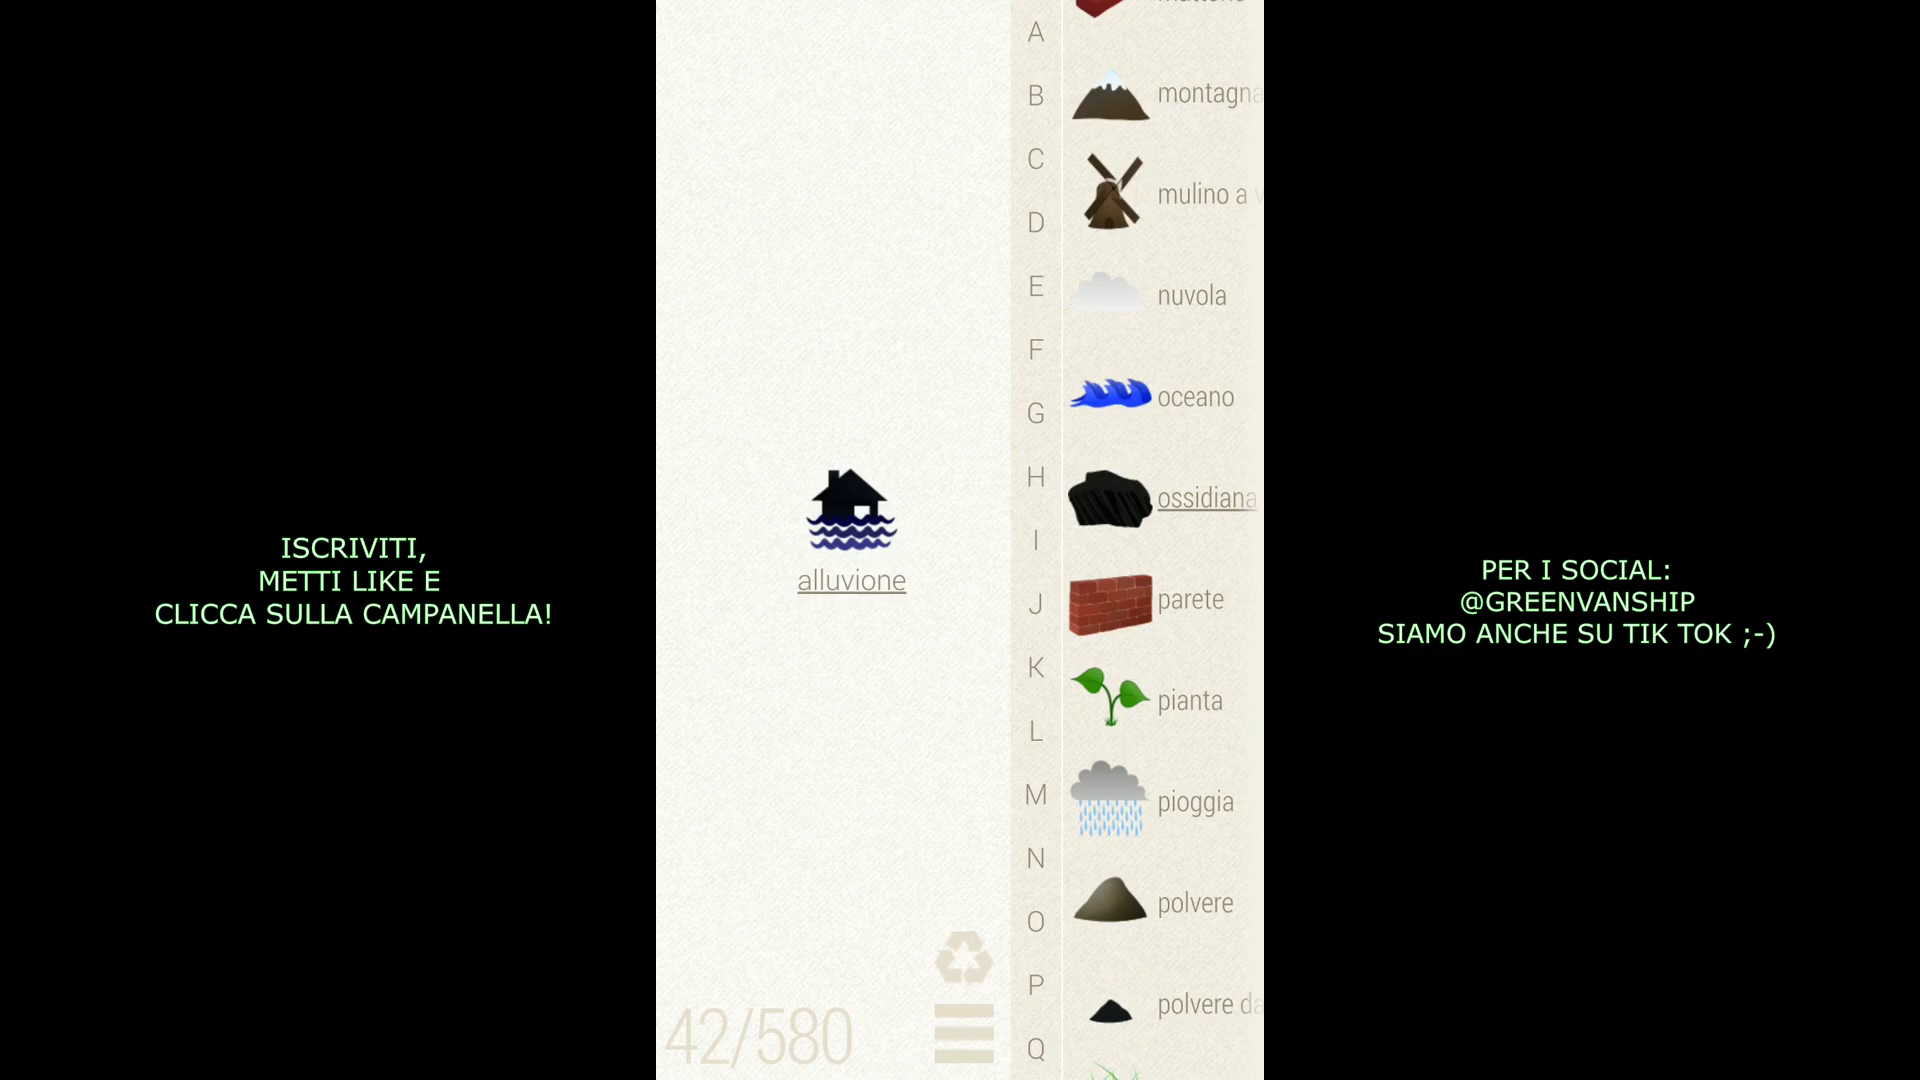 ISCRIVITI,
METTI LIKE E
CLICCA SULLA CAMPANELLA!
alluvione
42/580
A
B
C
D
E
F
G
H
I
J
K
L
M
N
O
P
Q
montagna
mulino a v
nuvola
oceano
ossidiana
parete
pianta
pioggia
polvere
polvere da
PER I SOCIAL:
@GREENVANSHIP
SIAMO ANCHE SU TIK TOK ;-)